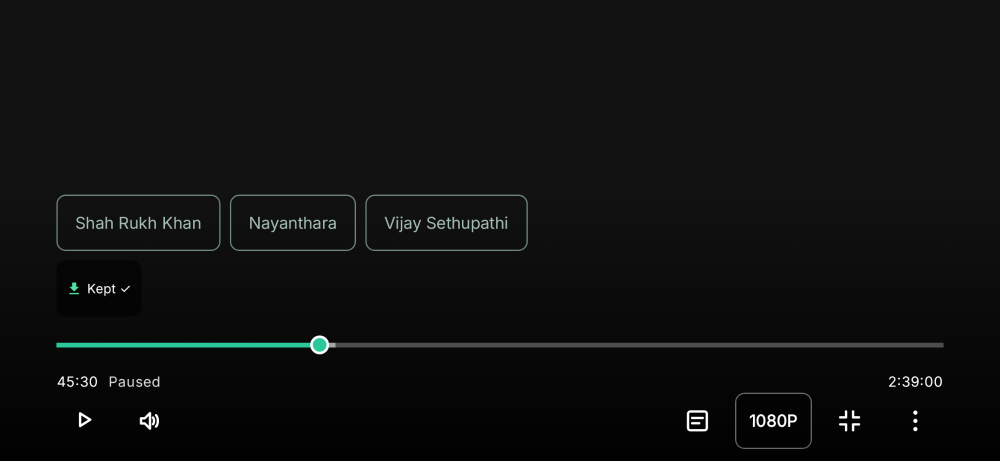 Shah Rukh Khan Nayanthara Vijay Sethupathi
Kept ✓
45:30 Paused 2:39:00
1080P